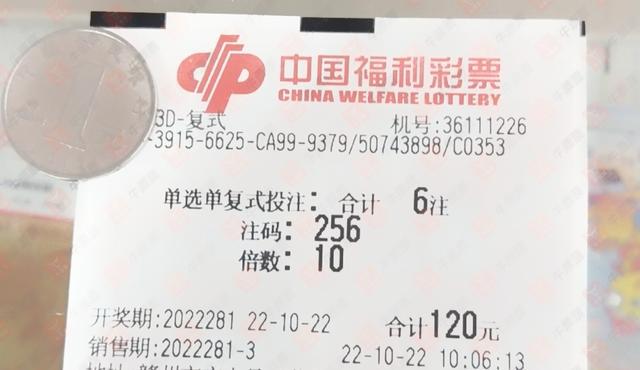 中国福利彩票
CHINA WELFARE LOTTERY
3D-复式 机号:36111226
-3915-6625-CA99-9379/50743898/C0353
单选单复式投注: 合计 6注
注码: 256
倍数: 10
开奖期:2022281 22-10-22 合计120元
销售期:2022281-3 22-10-22 10:06:13